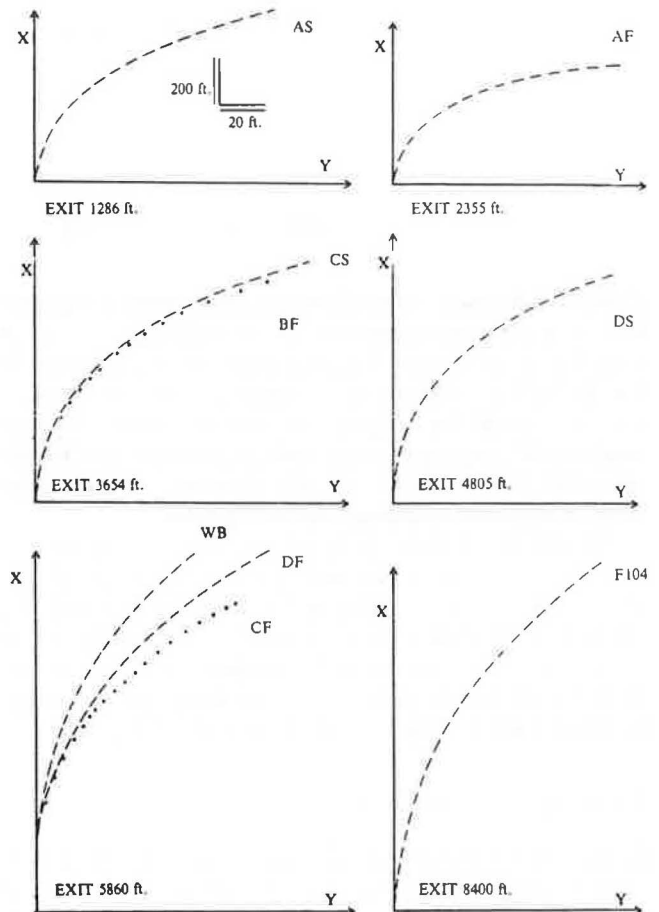 X
AS
200 ft.
20 ft.
Y
EXIT 1286 ft.
X
AF
Y
EXIT 2355 ft.
X
CS
BF
EXIT 3654 ft.
Y
X
DS
EXIT 4805 ft.
Y
WB
X
DF
CF
EXIT 5860 ft.
Y
F104
X
EXIT 8400 ft.
Y